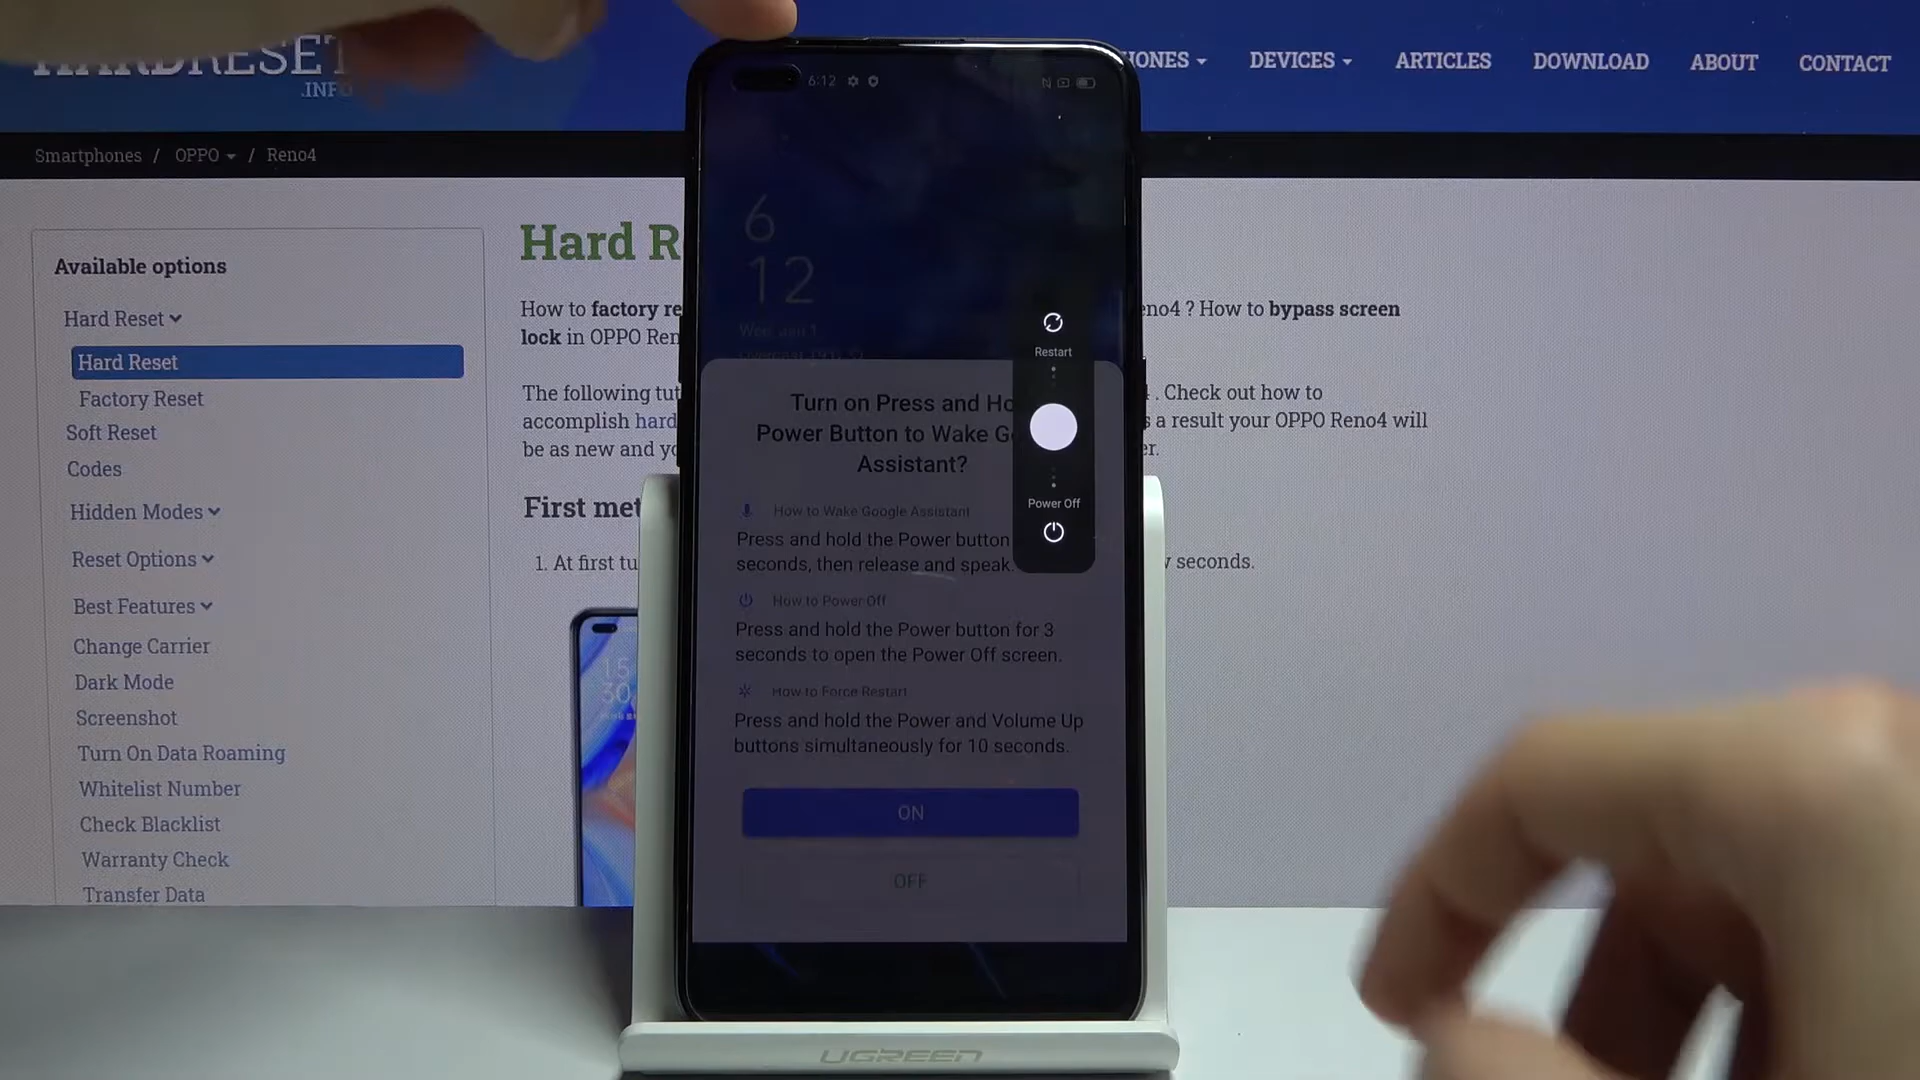 HARDRESET
.INFO
DEVICES
ARTICLES
DOWNLOAD
ABOUT
CONTACT
Smartphones / OPPO / Reno4
Available options
Hard Reset
Hard Reset
Factory Reset
Soft Reset
Codes
Hidden Modes
Reset Options
Best Features
Change Carrier
Dark Mode
Screenshot
Turn On Data Roaming
Whitelist Number
Check Blacklist
Warranty Check
Transfer Data
Hard R
How to factory re
eno4 ? How to bypass screen
lock in OPPO Ren
The following tut
. Check out how to
accomplish hard
s a result your OPPO Reno4 will
be as new and yo
er.
First met
1. At first tu
w seconds.
15
30
6:12
6
12
Wed, Jan 1
Restart
Power Off
Turn on Press and Ho
Power Button to Wake G
Assistant?
How to Wake Google Assistant
Press and hold the Power button
seconds, then release and speak.
How to Power Off
Press and hold the Power button for 3
seconds to open the Power Off screen.
How to Force Restart
Press and hold the Power and Volume Up
buttons simultaneously for 10 seconds.
ON
OFF
UGREEN